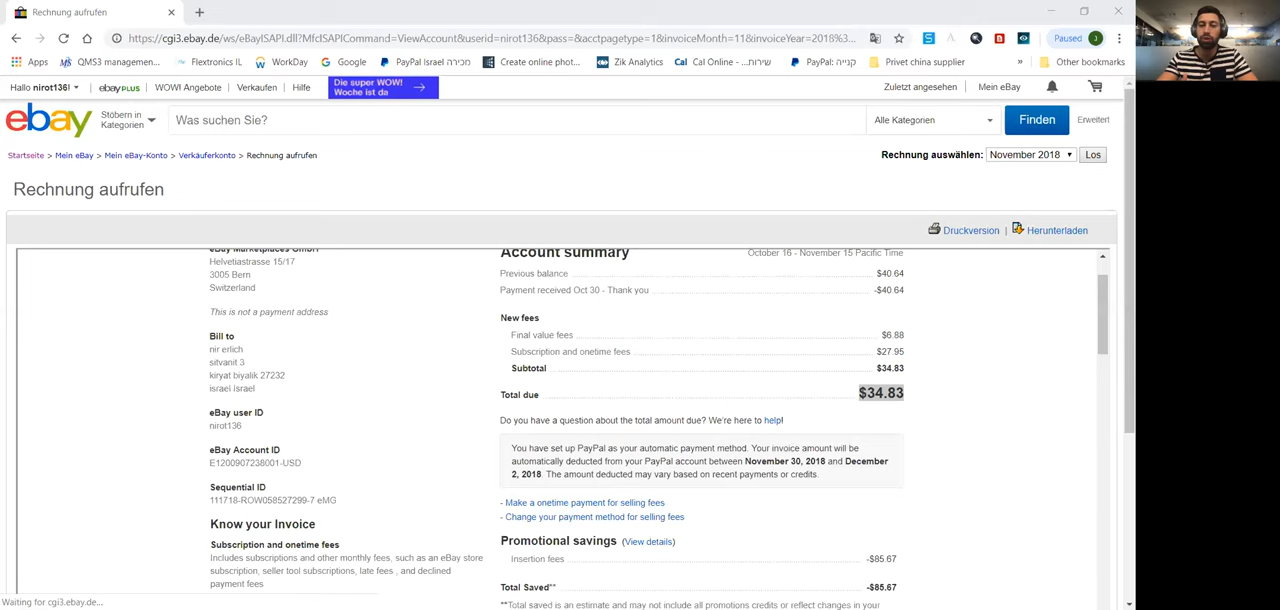 Rechnung aufrufen
https://cgi3.ebay.de/ws/eBayISAPI.dll?MfcISAPICommand=ViewAccount&userid=nirot136&pass=&acctpagetype=1&invoiceMonth=11&invoiceYear=2018%3...
Paused J
Apps QMS3 managemen... Flextronics IL WorkDay Google PayPal Israel מכירה Create online phot... Zik Analytics Cal Online - ...שירות PayPal: קנייה Privet china supplier » Other bookmarks
Hallo nirot136! ebay PLUS WOW! Angebote Verkaufen Hilfe
Die super WOW!
Woche ist da
Zuletzt angesehen Mein eBay
ebay
Stöbern in
Kategorien
Was suchen Sie?
Alle Kategorien
Finden
Erweitert
Startseite > Mein eBay > Mein eBay-Konto > Verkäuferkonto > Rechnung aufrufen
Rechnung auswählen: November 2018 Los
Rechnung aufrufen
Druckversion | Herunterladen
eBay Marketplaces GmbH
Helvetiastrasse 15/17
3005 Bern
Switzerland
This is not a payment address
Bill to
nir erlich
sitvanit 3
kiryat biyalik 27232
israel israel
eBay user ID
nirot136
eBay Account ID
E1200907238001-USD
Sequential ID
111718-ROW058527299-7 eMG
Know your Invoice
Subscription and onetime fees
Includes subscriptions and other monthly fees, such as an eBay store
subscription, seller tool subscriptions, late fees , and declined
payment fees
Account summary October 16 - November 15 Pacific Time
Previous balance $40.64
Payment received Oct 30 - Thank you -$40.64
New fees
Final value fees $6.88
Subscription and onetime fees $27.95
Subtotal $34.83
Total due $34.83
Do you have a question about the total amount due? We're here to help!
You have set up PayPal as your automatic payment method. Your invoice amount will be
automatically deducted from your PayPal account between November 30, 2018 and December
2, 2018. The amount deducted may vary based on recent payments or credits.
- Make a onetime payment for selling fees
- Change your payment method for selling fees
Promotional savings (View details)
Insertion fees -$85.67
Total Saved** -$85.67
**Total saved is an estimate and may not include all promotions credits or reflect changes in your
Waiting for cgi3.ebay.de...